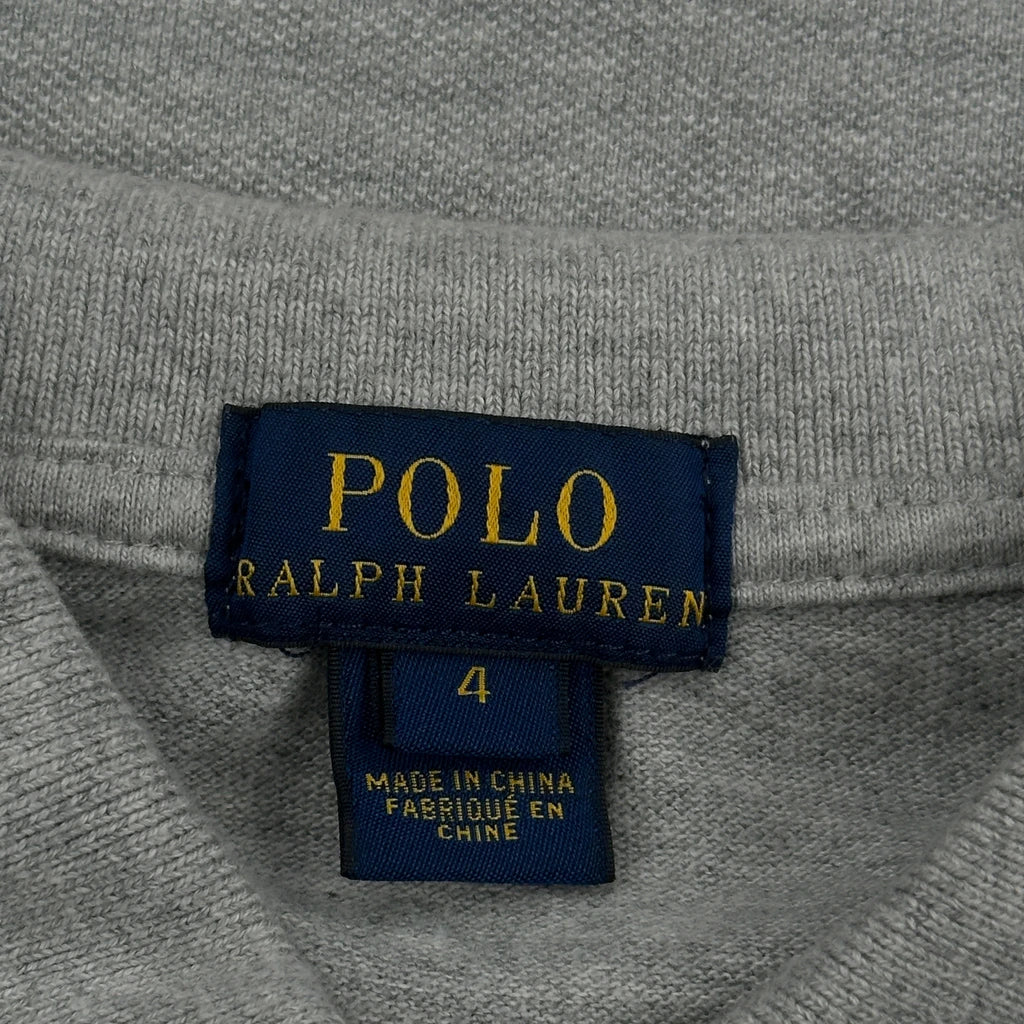 POLO
RALPH LAUREN
4
MADE IN CHINA
FABRIQUÉ EN
CHINE